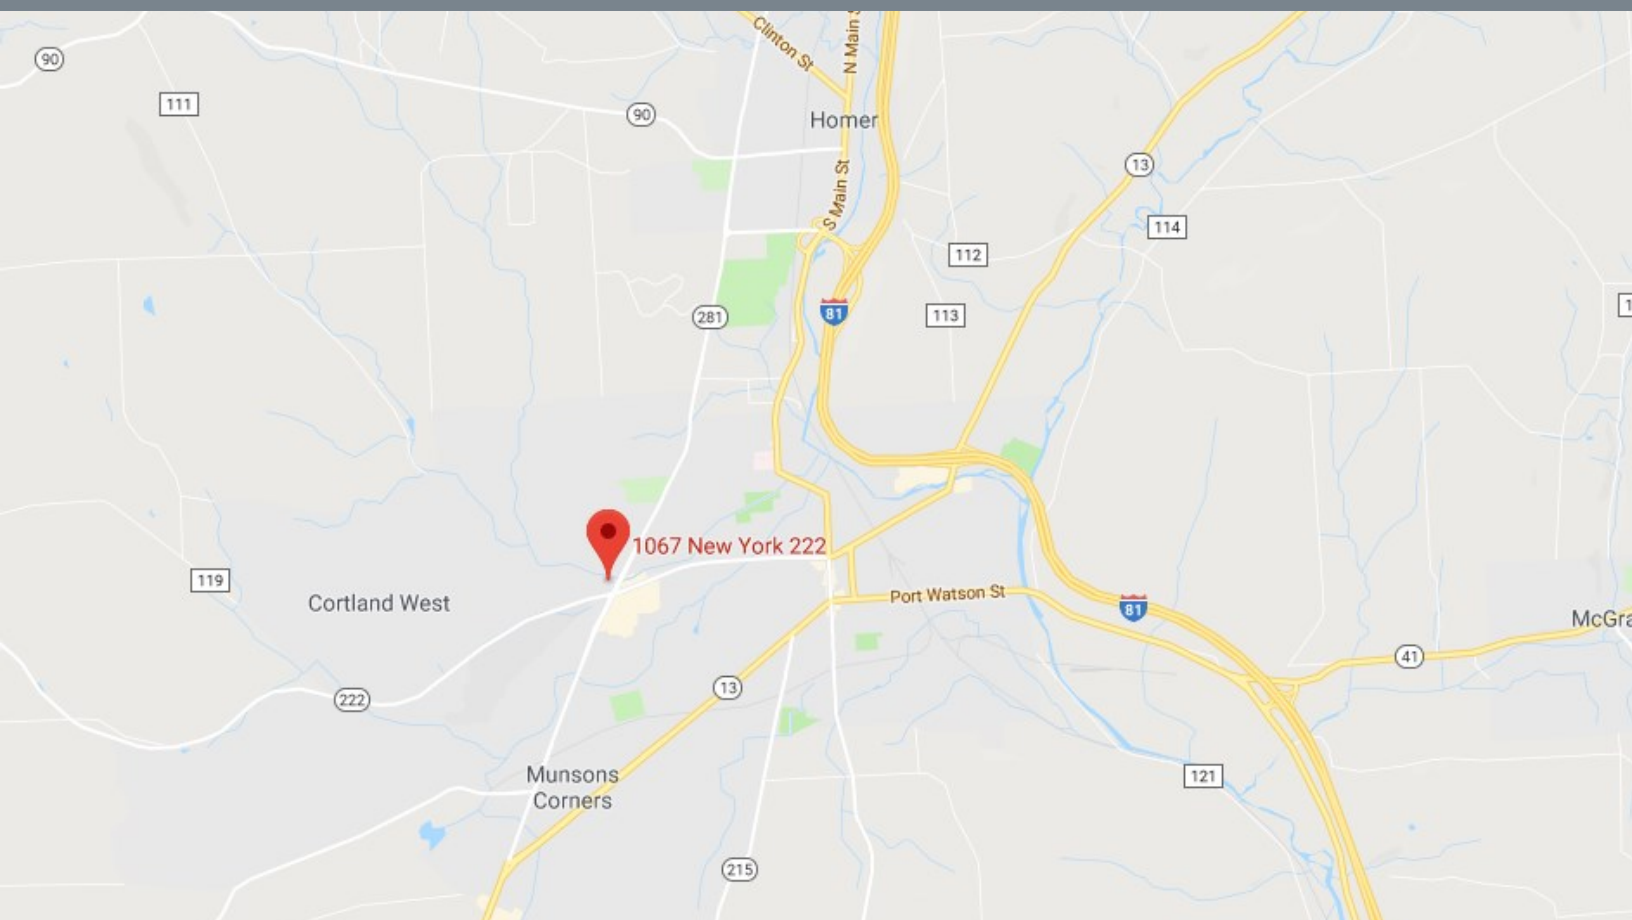 Clinton St
N Main S
90
111
90
Homer
13
S Main St
114
112
281
81
113
1
1067 New York 222
119
Cortland West
Port Watson St
81
McGra
41
222
13
Munsons
Corners
121
215